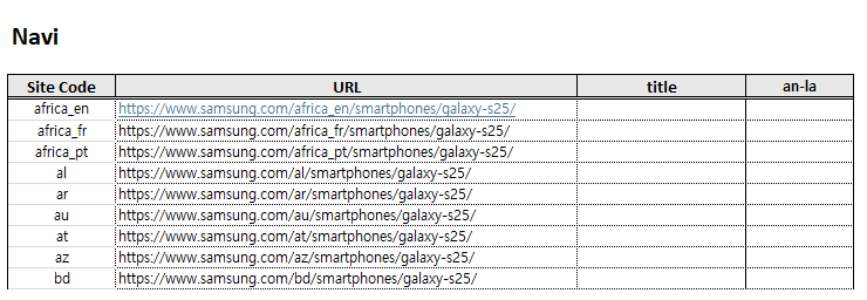 Navi
Site Code URL title an-la
africa_en https://www.samsung.com/africa_en/smartphones/galaxy-s25/
africa_fr https://www.samsung.com/africa_fr/smartphones/galaxy-s25/
africa_pt https://www.samsung.com/africa_pt/smartphones/galaxy-s25/
al https://www.samsung.com/al/smartphones/galaxy-s25/
ar https://www.samsung.com/ar/smartphones/galaxy-s25/
au https://www.samsung.com/au/smartphones/galaxy-s25/
at https://www.samsung.com/at/smartphones/galaxy-s25/
az https://www.samsung.com/az/smartphones/galaxy-s25/
bd https://www.samsung.com/bd/smartphones/galaxy-s25/